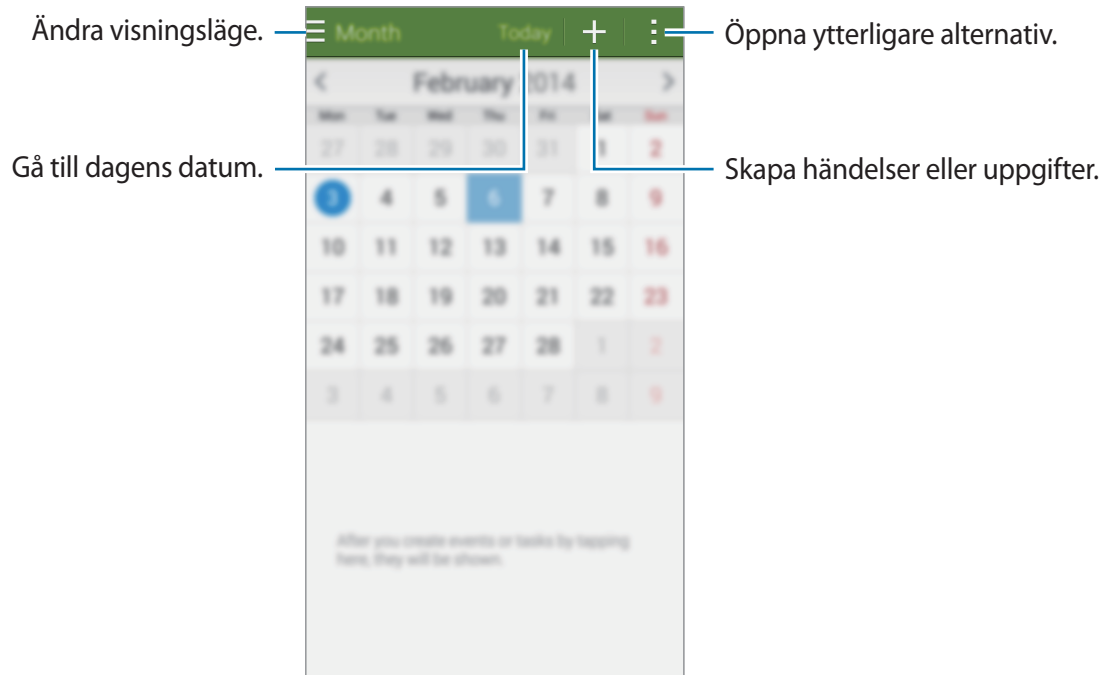 Ändra visningsläge.
Month Today
Öppna ytterligare alternativ.
February 2014
Mon Tue Wed Thu Fri Sat Sun
27 28 29 30 31 1 2
Gå till dagens datum.
Skapa händelser eller uppgifter.
3 4 5 6 7 8 9
10 11 12 13 14 15 16
17 18 19 20 21 22 23
24 25 26 27 28 1 2
3 4 5 6 7 8 9
After you create events or tasks by tapping
here, they will be shown.